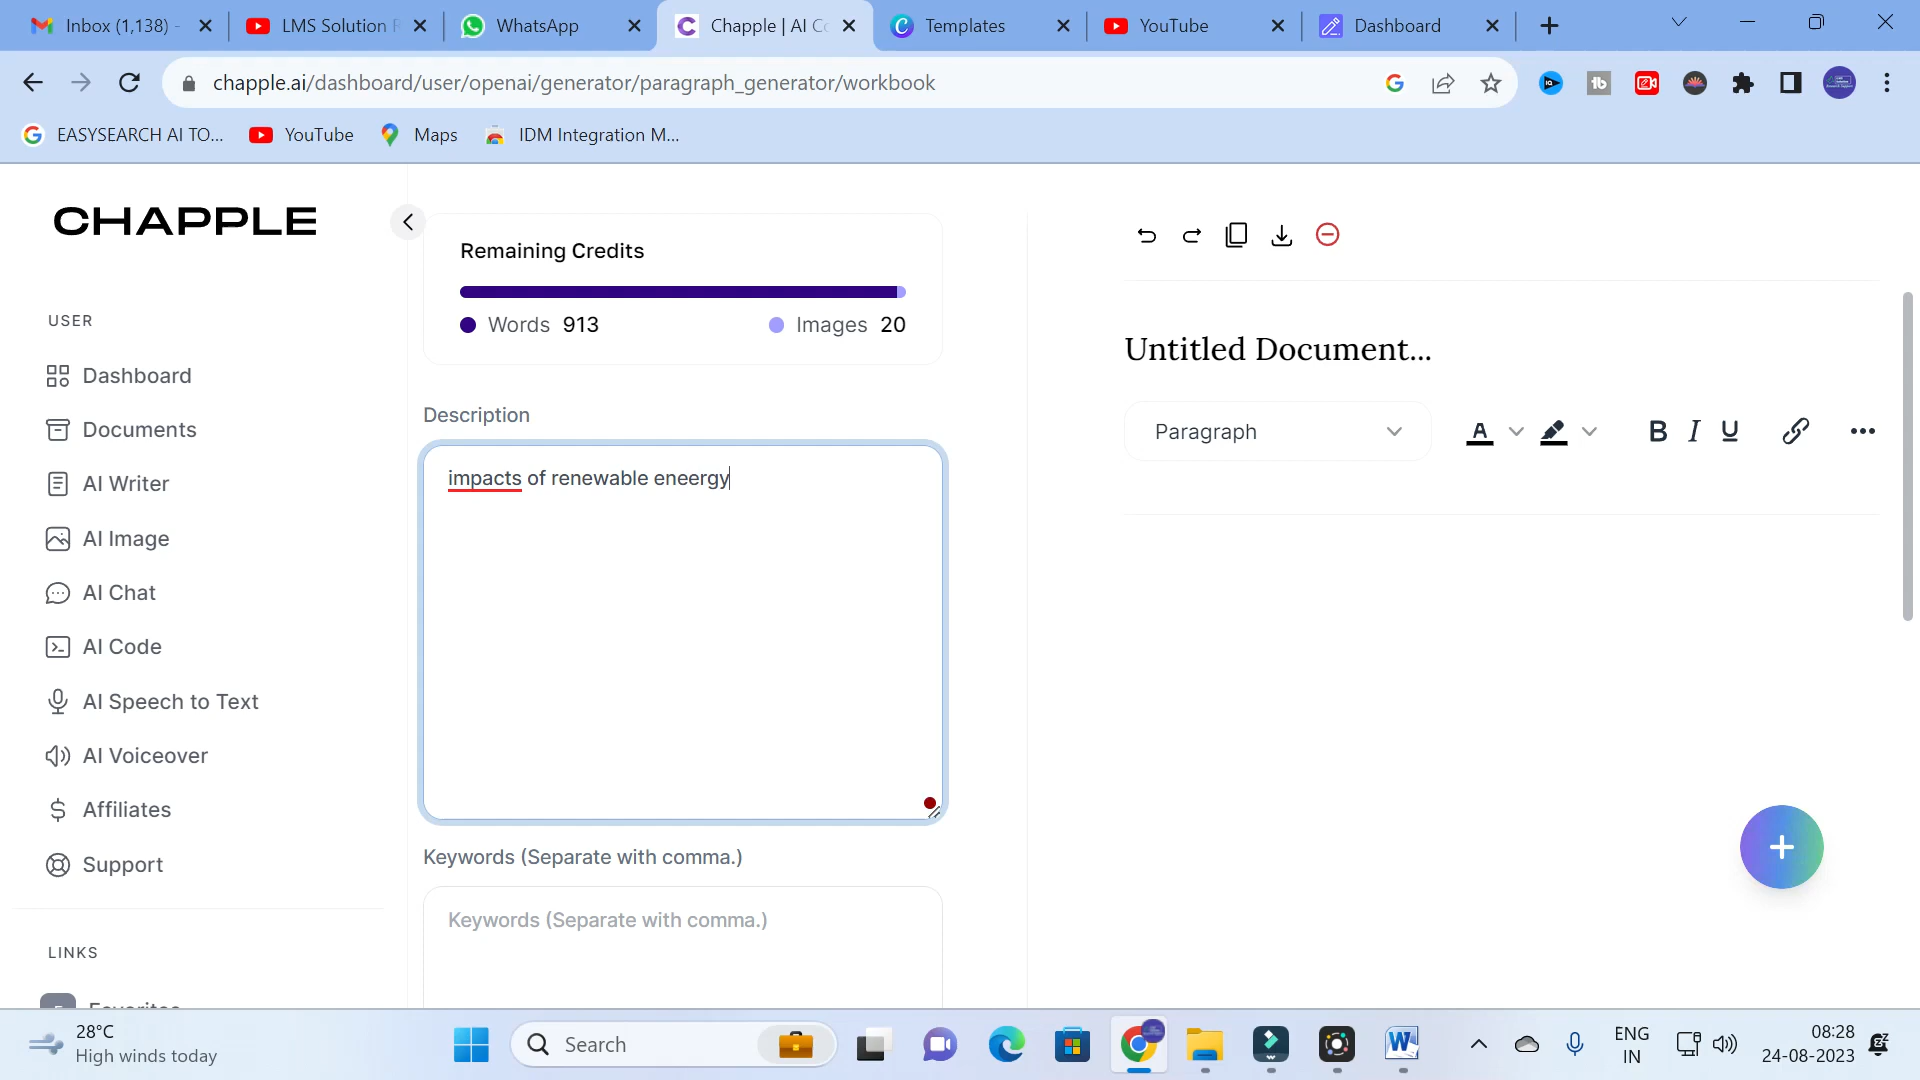 Inbox (1,138) -
LMS Solution R
WhatsApp
Chapple | AI Co
Templates
YouTube
Dashboard
chapple.ai/dashboard/user/openai/generator/paragraph_generator/workbook
EASYSEARCH AI TO...
YouTube
Maps
IDM Integration M...
CHAPPLE
USER
Dashboard
Documents
AI Writer
AI Image
AI Chat
AI Code
AI Speech to Text
AI Voiceover
Affiliates
Support
LINKS
Favorites
Remaining Credits
Words 913
Images 20
Description
impacts of renewable eneergy
Keywords (Separate with comma.)
Keywords (Separate with comma.)
Untitled Document...
Paragraph
A
B I U
28°C
High winds today
Search
ENG
IN
08:28
24-08-2023